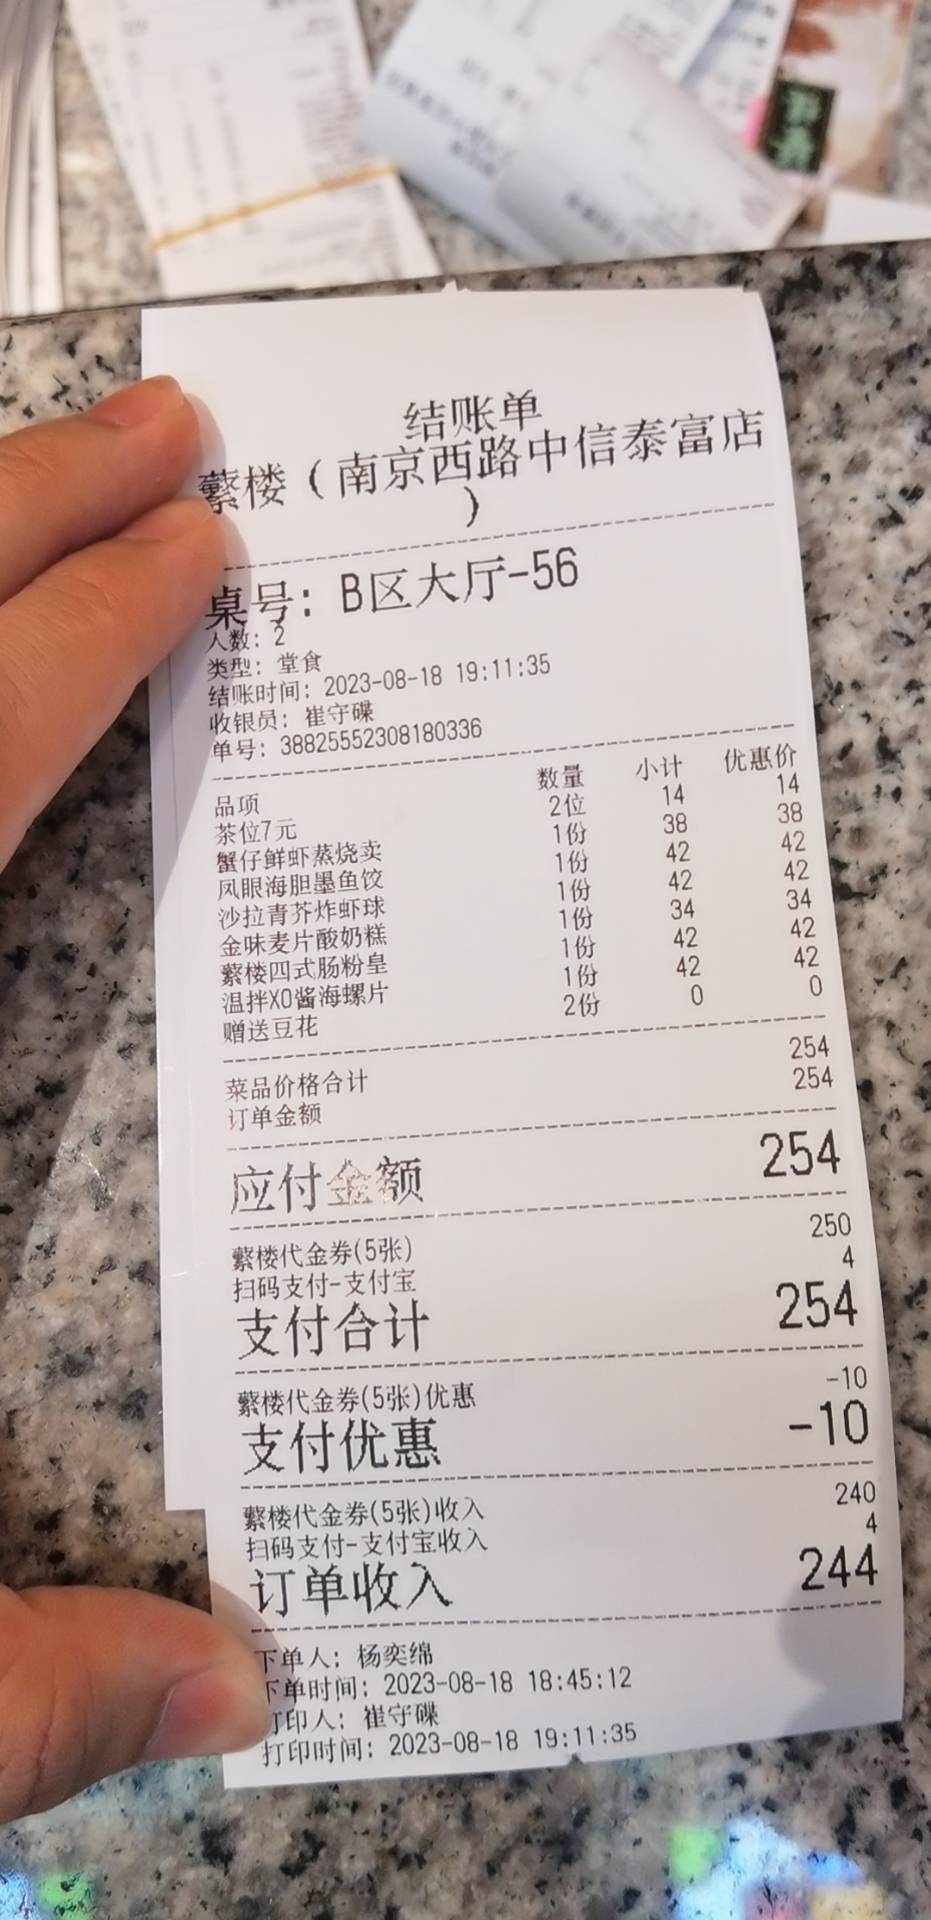 结账单
蘩楼（南京西路中信泰富店
）
桌号: B区大厅-56
人数: 2
类型: 堂食
结账时间: 2023-08-18 19:11:35
收银员: 崔守碟
单号: 38825552308180336
品项 数量 小计 优惠价
茶位7元 2位 14 14
蟹仔鲜虾蒸烧卖 1份 38 38
凤眼海胆墨鱼饺 1份 42 42
沙拉青芥炸虾球 1份 42 42
金味麦片酸奶糕 1份 34 34
蘩楼四式肠粉皇 1份 42 42
温拌XO酱海螺片 1份 42 42
赠送豆花 2份 0 0
菜品价格合计 254
订单金额 254
应付金额 254
蘩楼代金券(5张) 250
扫码支付-支付宝 4
支付合计 254
蘩楼代金券(5张)优惠 -10
支付优惠 -10
蘩楼代金券(5张)收入 240
扫码支付-支付宝收入 4
订单收入 244
下单人: 杨奕绵
下单时间: 2023-08-18 18:45:12
打印人: 崔守碟
打印时间: 2023-08-18 19:11:35